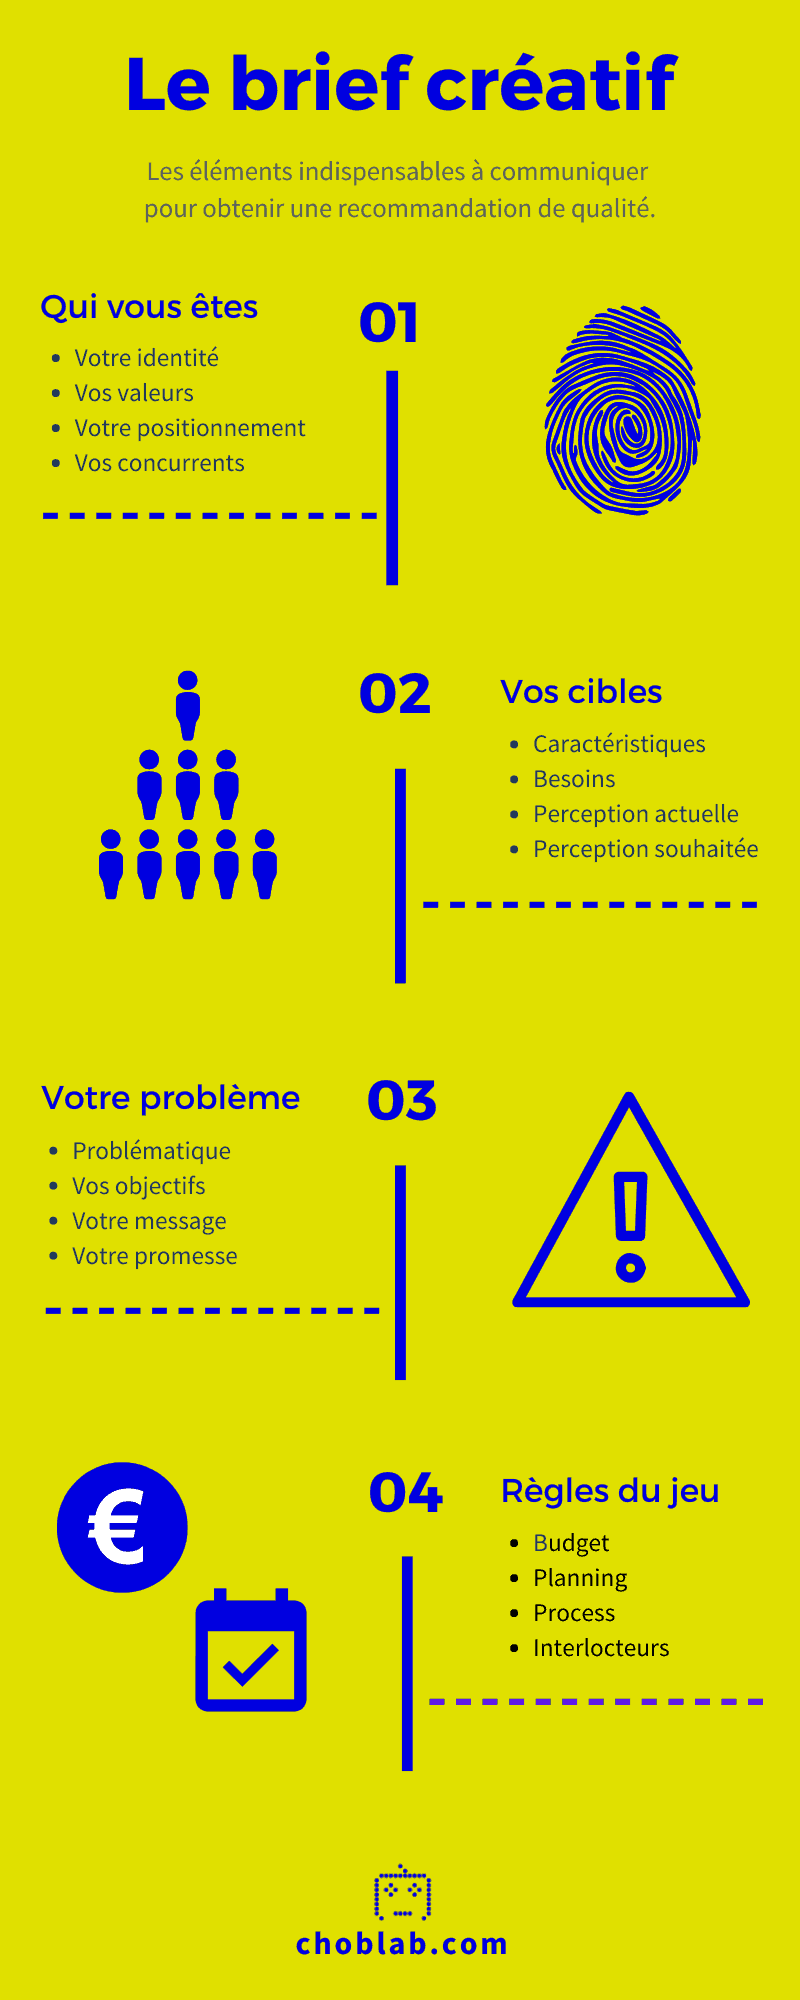 Le brief créatif
Les éléments indispensables à communiquer
pour obtenir une recommandation de qualité.
01
Qui vous êtes
• Votre identité
• Vos valeurs
• Votre positionnement
• Vos concurrents
02
Vos cibles
• Caractéristiques
• Besoins
• Perception actuelle
• Perception souhaitée
03
Votre problème
• Problématique
• Vos objectifs
• Votre message
• Votre promesse
04
Règles du jeu
• Budget
• Planning
• Process
• Interlocteurs
€
choblab.com